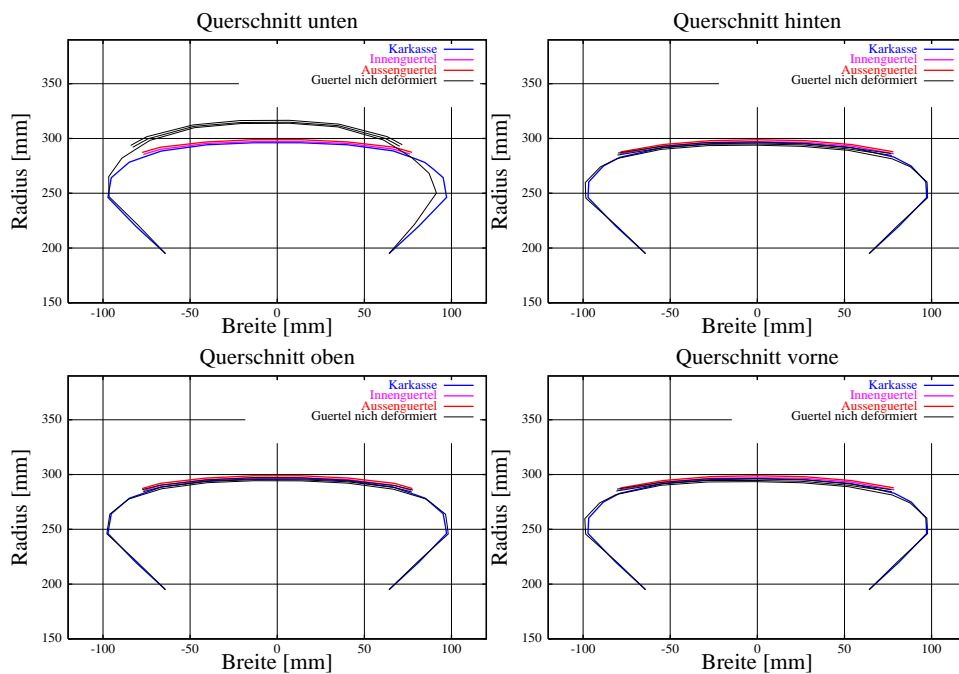 Querschnitt unten
Karkasse
Innenguertel
Aussenguertel
Guertel nich deformiert
350
300
250
200
150
-100
-50
0
50
100
Radius [mm]
Breite [mm]
Querschnitt hinten
Karkasse
Innenguertel
Aussenguertel
Guertel nich deformiert
350
300
250
200
150
-100
-50
0
50
100
Radius [mm]
Breite [mm]
Querschnitt oben
Karkasse
Innenguertel
Aussenguertel
Guertel nich deformiert
350
300
250
200
150
-100
-50
0
50
100
Radius [mm]
Breite [mm]
Querschnitt vorne
Karkasse
Innenguertel
Aussenguertel
Guertel nich deformiert
350
300
250
200
150
-100
-50
0
50
100
Radius [mm]
Breite [mm]